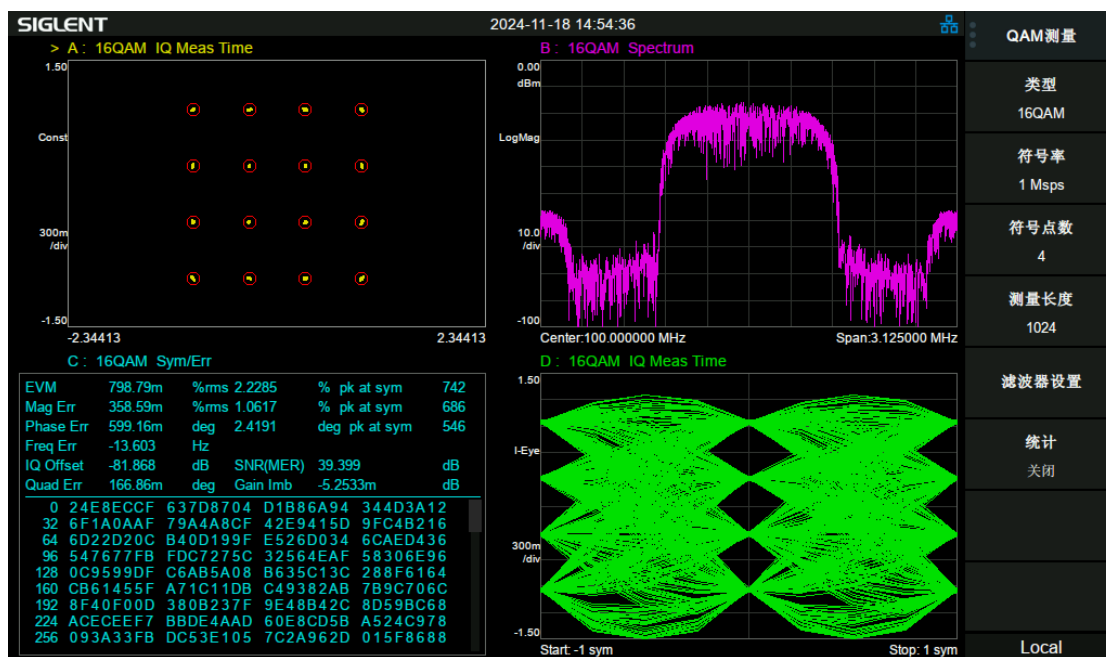 SIGLENT 2024-11-18 14:54:36
> A : 16QAM IQ Meas Time
1.50
Const
300m
/div
-1.50
-2.34413 2.34413
B : 16QAM Spectrum
0.00
dBm
LogMag
10.0
/div
-100
Center:100.000000 MHz Span:3.125000 MHz
C : 16QAM Sym/Err
EVM 798.79m %rms 2.2285 % pk at sym 742
Mag Err 358.59m %rms 1.0617 % pk at sym 686
Phase Err 599.16m deg 2.4191 deg pk at sym 546
Freq Err -13.603 Hz
IQ Offset -81.868 dB SNR(MER) 39.399 dB
Quad Err 166.86m deg Gain Imb -5.2533m dB
0 24E8ECCF 637D8704 D1B86A94 344D3A12
32 6F1A0AAF 79A4A8CF 42E9415D 9FC4B216
64 6D22D20C B40D199F E526D034 6CAED436
96 547677FB FDC7275C 32564EAF 58306E96
128 0C9599DF C6AB5A08 B635C13C 288F6164
160 CB61455F A71C11DB C49382AB 7B9C706C
192 8F40F00D 380B237F 9E48B42C 8D59BC68
224 ACECEEF7 BBDE4AAD 60E8CD5B A524C978
256 093A33FB DC53E105 7C2A962D 015F8688
D : 16QAM IQ Meas Time
1.50
I-Eye
300m
/div
-1.50
Start: -1 sym Stop: 1 sym
QAM测量
类型
16QAM
符号率
1 Msps
符号点数
4
测量长度
1024
滤波器设置
统计
关闭
Local